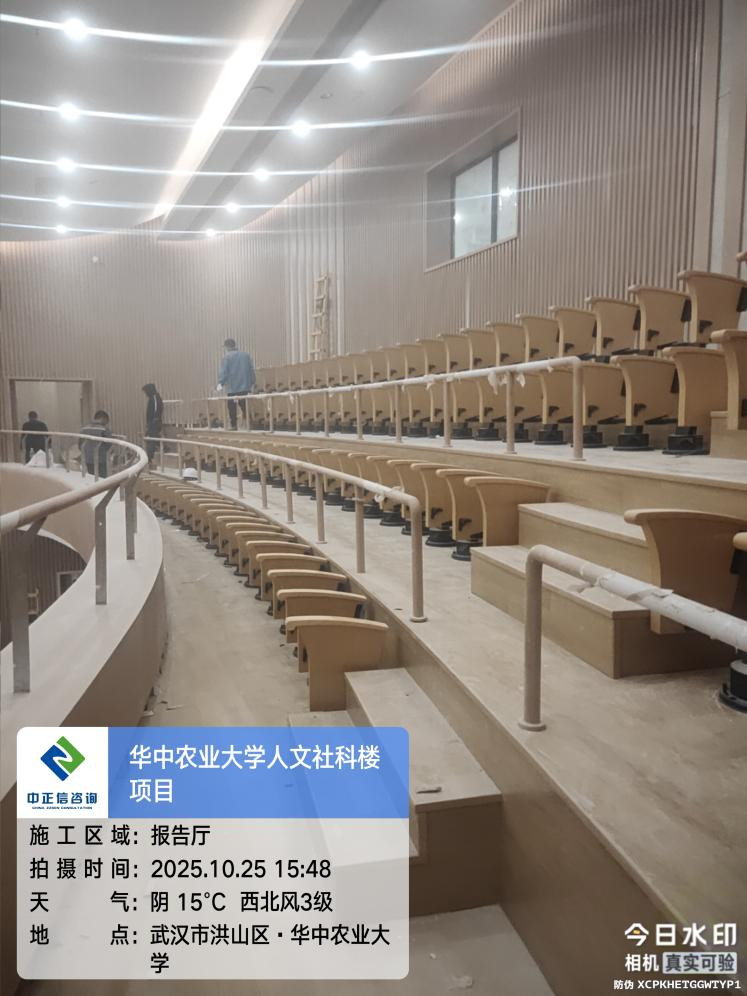 华中农业大学人文社科楼
项目
中正信咨询
CHINA ZOSIN CONSULTATION
施工区域：报告厅
拍摄时间：2025.10.25 15:48
天气：阴 15℃ 西北风3级
地点：武汉市洪山区·华中农业大
学
今日水印
相机 真实可验
防伪 XCPKHETGGWTYP1